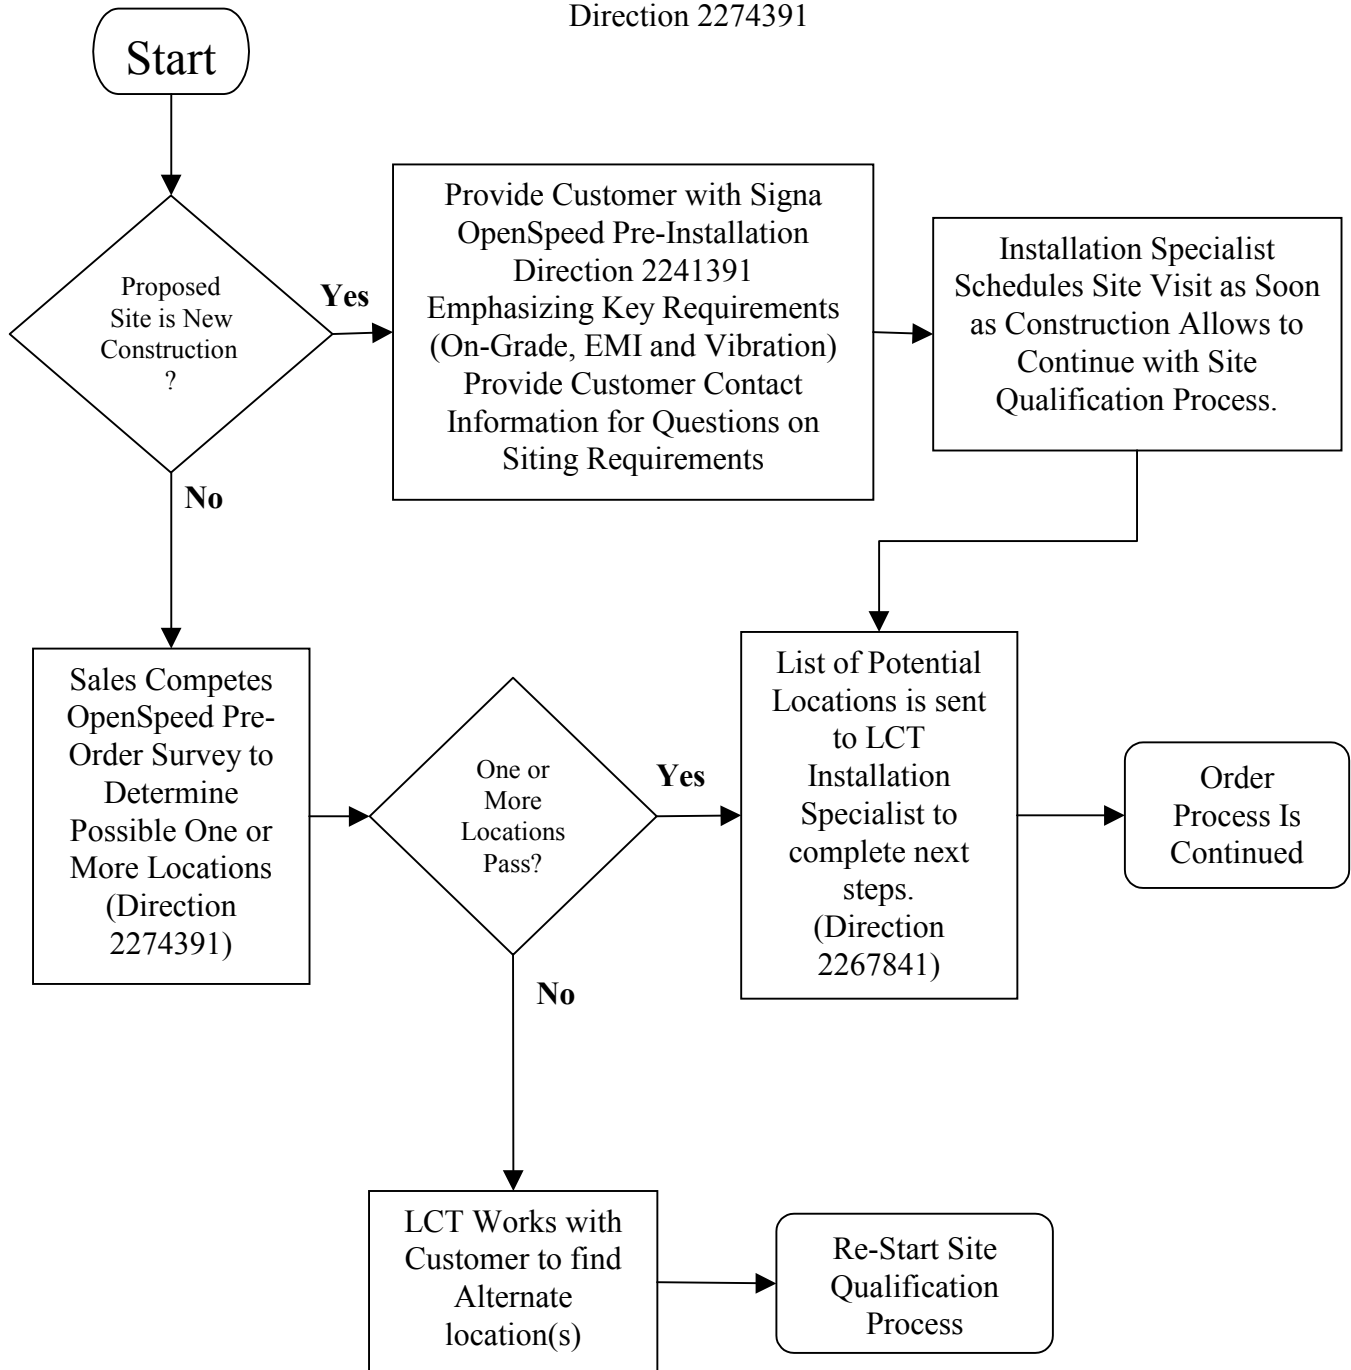 Direction 2274391
Start
Proposed
Site is New
Construction
?
Yes
No
Provide Customer with Signa
OpenSpeed Pre-Installation
Direction 2241391
Emphasizing Key Requirements
(On-Grade, EMI and Vibration)
Provide Customer Contact
Information for Questions on
Siting Requirements
Installation Specialist
Schedules Site Visit as Soon
as Construction Allows to
Continue with Site
Qualification Process.
Sales Competes
OpenSpeed Pre-
Order Survey to
Determine
Possible One or
More Locations
(Direction
2274391)
One or
More
Locations
Pass?
Yes
No
List of Potential
Locations is sent
to LCT
Installation
Specialist to
complete next
steps.
(Direction
2267841)
Order
Process Is
Continued
LCT Works with
Customer to find
Alternate
location(s)
Re-Start Site
Qualification
Process